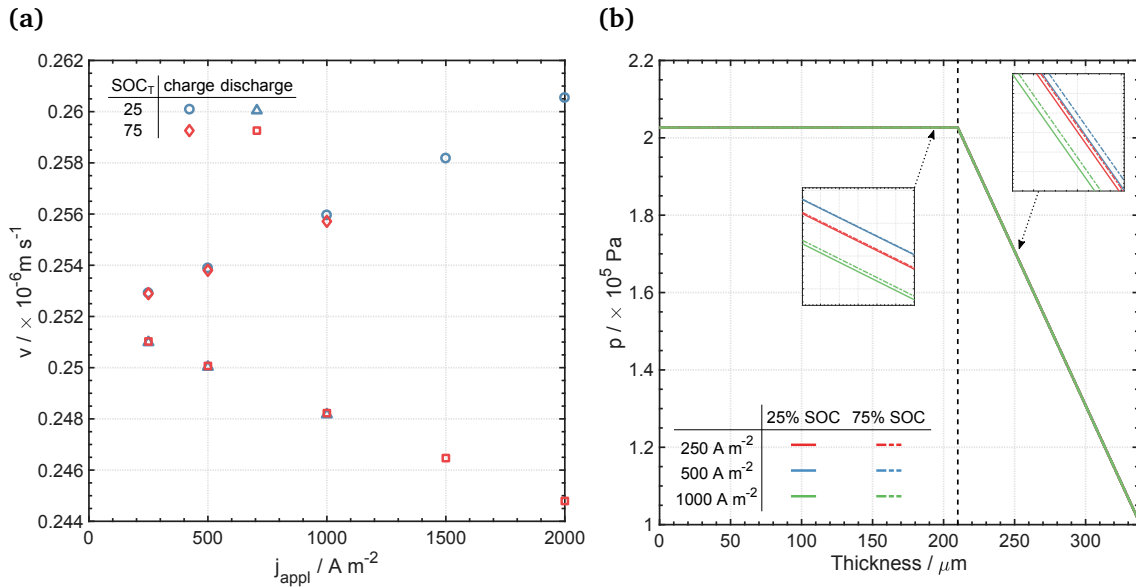 (a)
0.262
0.26
0.258
0.256
0.254
0.252
0.25
0.248
0.246
0.244
v / × 10⁻⁶m s⁻¹
SOC_T charge discharge
25
75
0 500 1000 1500 2000
j_appl / A m⁻²
(b)
2.2
2
1.8
1.6
1.4
1.2
1
p / × 10⁵ Pa
25% SOC 75% SOC
250 A m⁻²
500 A m⁻²
1000 A m⁻²
0 50 100 150 200 250 300
Thickness / μm